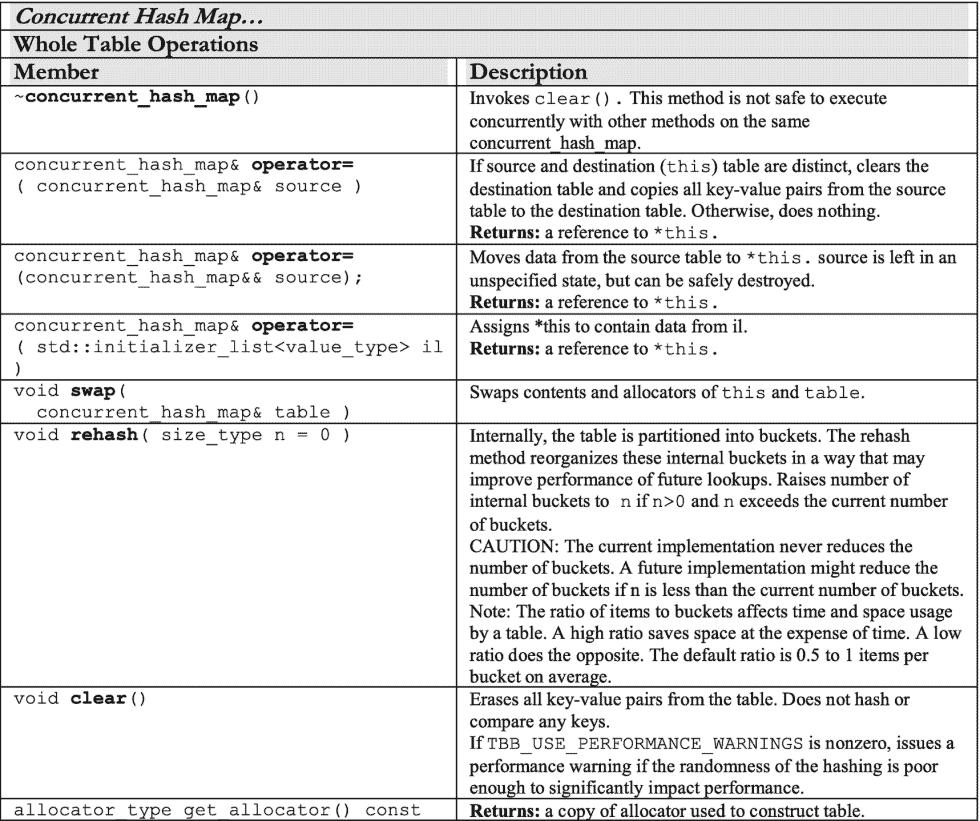 Concurrent Hash Map...
Whole Table Operations
Member
Description
~concurrent_hash_map()
Invokes clear(). This method is not safe to execute
concurrently with other methods on the same
concurrent_hash_map.
concurrent_hash_map& operator=
( concurrent_hash_map& source )
If source and destination (this) table are distinct, clears the
destination table and copies all key-value pairs from the source
table to the destination table. Otherwise, does nothing.
Returns: a reference to *this.
concurrent_hash_map& operator=
(concurrent_hash_map&& source);
Moves data from the source table to *this. source is left in an
unspecified state, but can be safely destroyed.
Returns: a reference to *this.
concurrent_hash_map& operator=
( std::initializer_list<value_type> il
)
Assigns *this to contain data from il.
Returns: a reference to *this.
void swap(
concurrent_hash_map& table )
Swaps contents and allocators of this and table.
void rehash( size_type n = 0 )
Internally, the table is partitioned into buckets. The rehash
method reorganizes these internal buckets in a way that may
improve performance of future lookups. Raises number of
internal buckets to n if n>0 and n exceeds the current number
of buckets.
CAUTION: The current implementation never reduces the
number of buckets. A future implementation might reduce the
number of buckets if n is less than the current number of buckets.
Note: The ratio of items to buckets affects time and space usage
by a table. A high ratio saves space at the expense of time. A low
ratio does the opposite. The default ratio is 0.5 to 1 items per
bucket on average.
void clear()
Erases all key-value pairs from the table. Does not hash or
compare any keys.
If TBB_USE_PERFORMANCE_WARNINGS is nonzero, issues a
performance warning if the randomness of the hashing is poor
enough to significantly impact performance.
allocator_type get_allocator() const
Returns: a copy of allocator used to construct table.